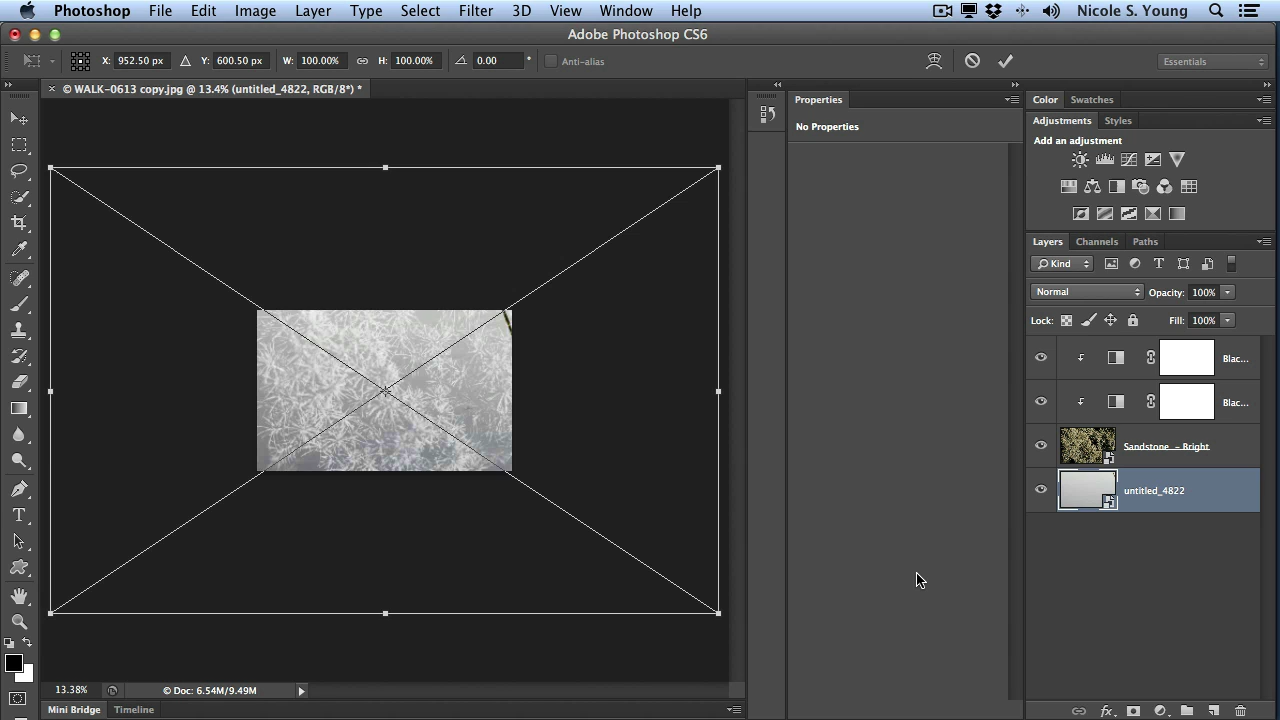 Photoshop File Edit Image Layer Type Select Filter 3D View Window Help Nicole S. Young
Adobe Photoshop CS6
X: 952.50 px Y: 600.50 px W: 100.00% H: 100.00% 0.00 ° Anti-alias Essentials
× © WALK-0613 copy.jpg @ 13.4% (untitled_4822, RGB/8*) *
Properties
No Properties
Color Swatches
Adjustments Styles
Add an adjustment
Layers Channels Paths
Kind T
Normal Opacity: 100%
Lock: Fill: 100%
Blac...
Blac...
Sandstone_- Bright
untitled_4822
T
13.38% © Doc: 6.54M/9.49M
fx
Mini Bridge Timeline